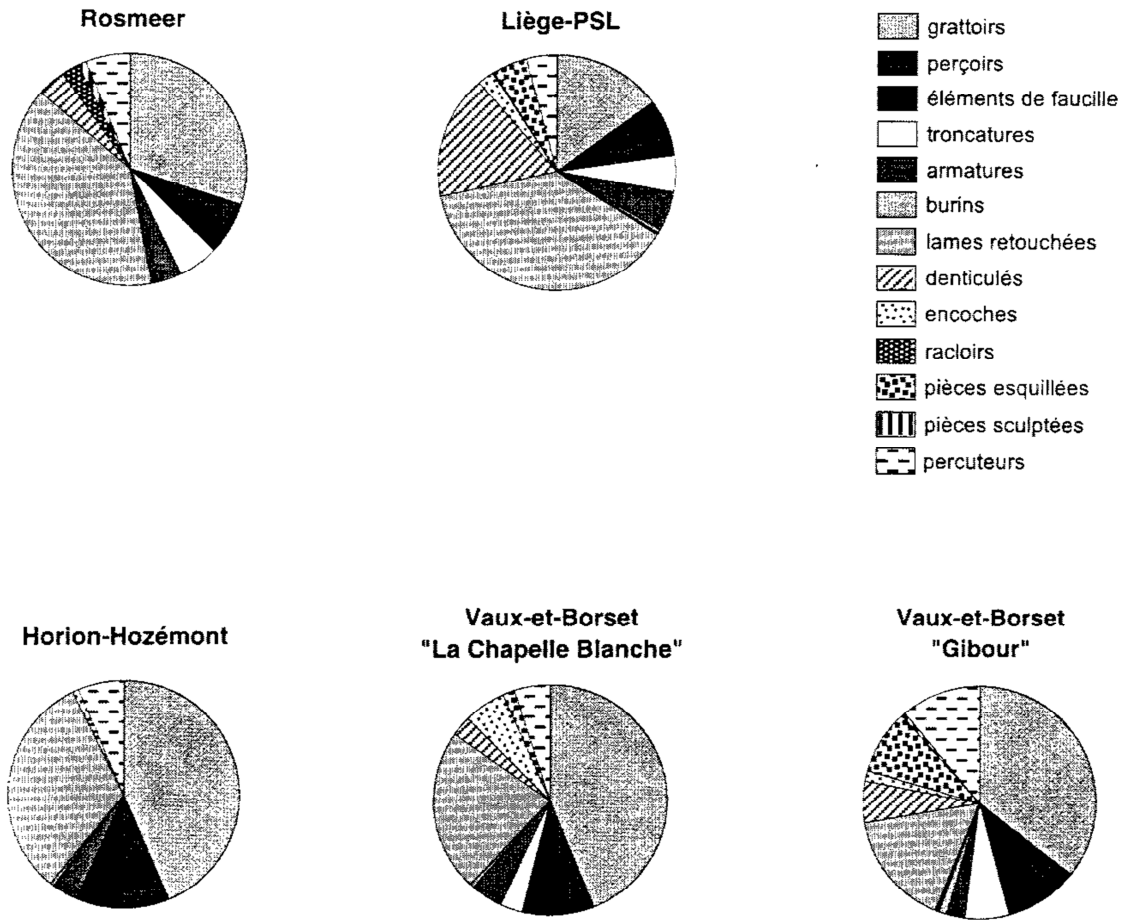 Rosmeer
Liège-PSL
grattoirs
perçoirs
éléments de faucille
troncatures
armatures
burins
lames retouchées
denticulés
encoches
racloirs
pièces esquillées
pièces sculptées
percuteurs
Horion-Hozémont
Vaux-et-Borset
"La Chapelle Blanche"
Vaux-et-Borset
"Gibour"